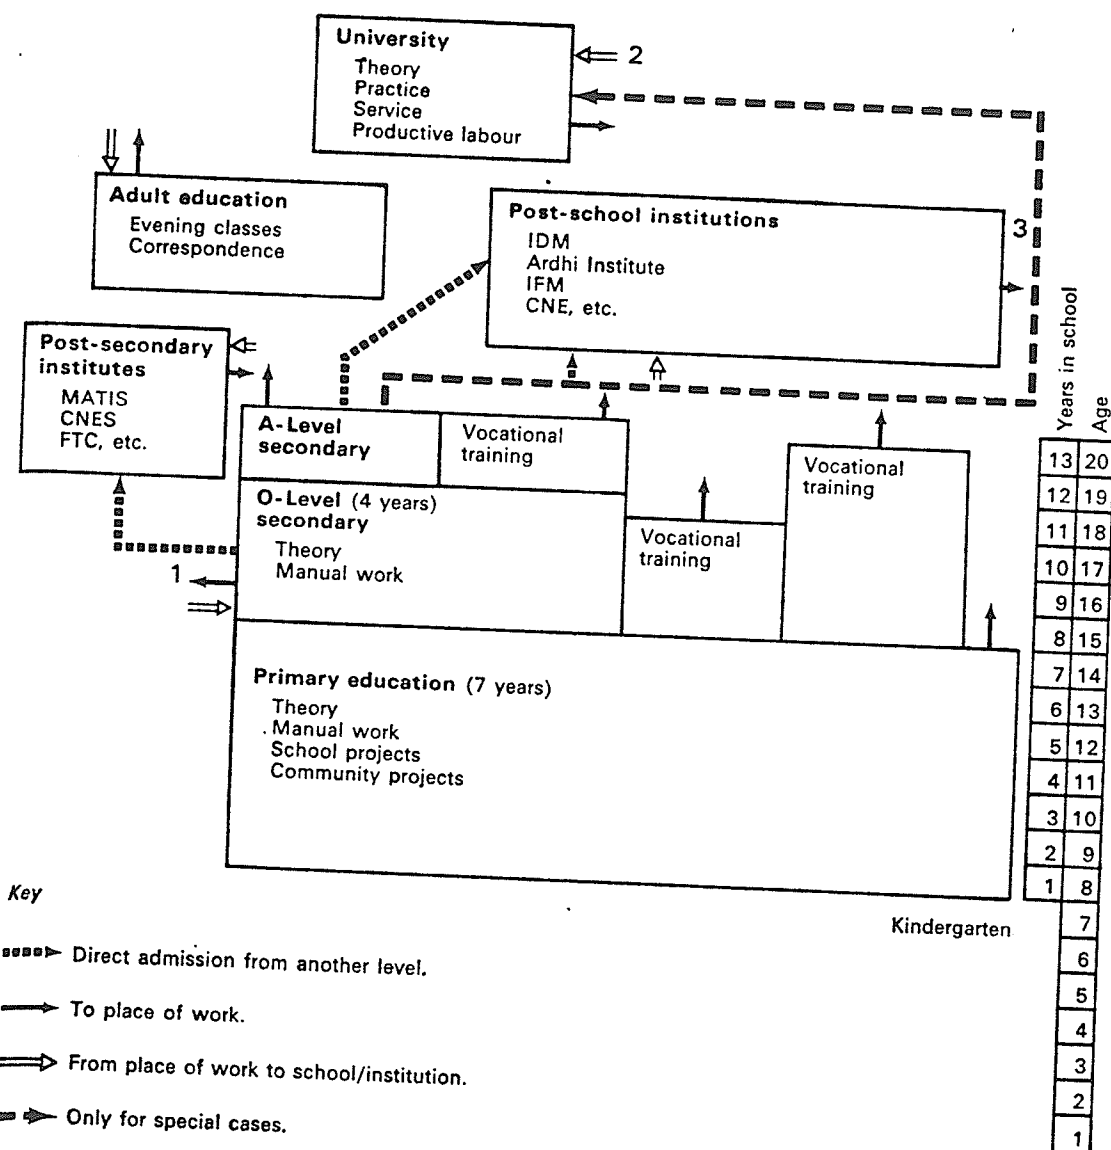 University
Theory
Practice
Service
Productive labour
2
Adult education
Evening classes
Correspondence
Post-school institutions
IDM
Ardhi Institute
IFM
CNE, etc.
3
Post-secondary
institutes
MATIS
CNES
FTC, etc.
A-Level
secondary
Vocational
training
O-Level (4 years)
secondary
Theory
Manual work
1
Vocational
training
Vocational
training
Primary education (7 years)
Theory
Manual work
School projects
Community projects
Kindergarten
Years in school
Age
13 20
12 19
11 18
10 17
9 16
8 15
7 14
6 13
5 12
4 11
3 10
2 9
1 8
7
6
5
4
3
2
1
Key
Direct admission from another level.
To place of work.
From place of work to school/institution.
Only for special cases.